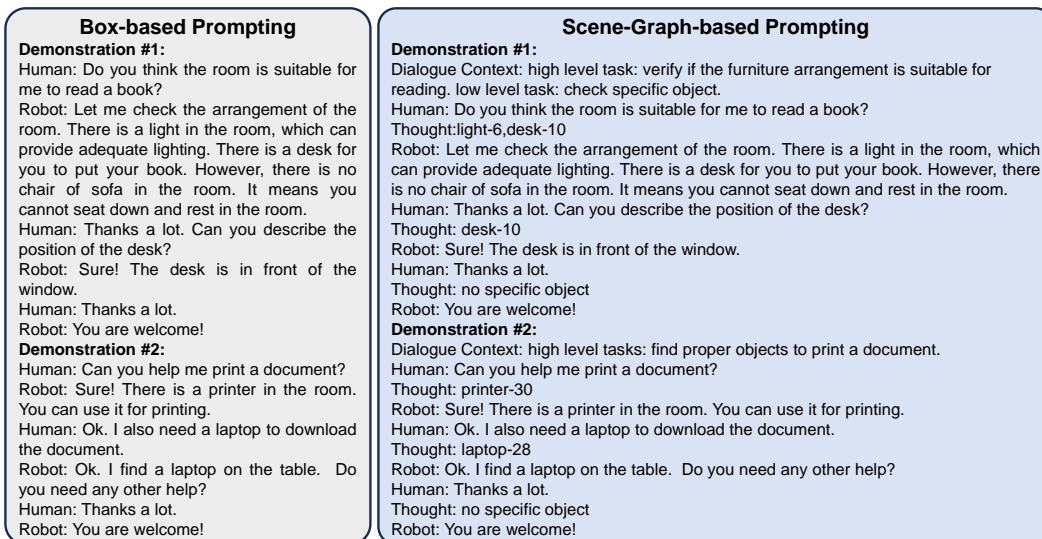 Box-based Prompting
Demonstration #1:
Human: Do you think the room is suitable for
me to read a book?
Robot: Let me check the arrangement of the
room. There is a light in the room, which can
provide adequate lighting. There is a desk for
you to put your book. However, there is no
chair of sofa in the room. It means you
cannot seat down and rest in the room.
Human: Thanks a lot. Can you describe the
position of the desk?
Robot: Sure! The desk is in front of the
window.
Human: Thanks a lot.
Robot: You are welcome!
Demonstration #2:
Human: Can you help me print a document?
Robot: Sure! There is a printer in the room.
You can use it for printing.
Human: Ok. I also need a laptop to download
the document.
Robot: Ok. I find a laptop on the table. Do
you need any other help?
Human: Thanks a lot.
Robot: You are welcome!
Scene-Graph-based Prompting
Demonstration #1:
Dialogue Context: high level task: verify if the furniture arrangement is suitable for
reading. low level task: check specific object.
Human: Do you think the room is suitable for me to read a book?
Thought:light-6,desk-10
Robot: Let me check the arrangement of the room. There is a light in the room, which
can provide adequate lighting. There is a desk for you to put your book. However, there
is no chair of sofa in the room. It means you cannot seat down and rest in the room.
Human: Thanks a lot. Can you describe the position of the desk?
Thought: desk-10
Robot: Sure! The desk is in front of the window.
Human: Thanks a lot.
Thought: no specific object
Robot: You are welcome!
Demonstration #2:
Dialogue Context: high level tasks: find proper objects to print a document.
Human: Can you help me print a document?
Thought: printer-30
Robot: Sure! There is a printer in the room. You can use it for printing.
Human: Ok. I also need a laptop to download the document.
Thought: laptop-28
Robot: Ok. I find a laptop on the table. Do you need any other help?
Human: Thanks a lot.
Thought: no specific object
Robot: You are welcome!